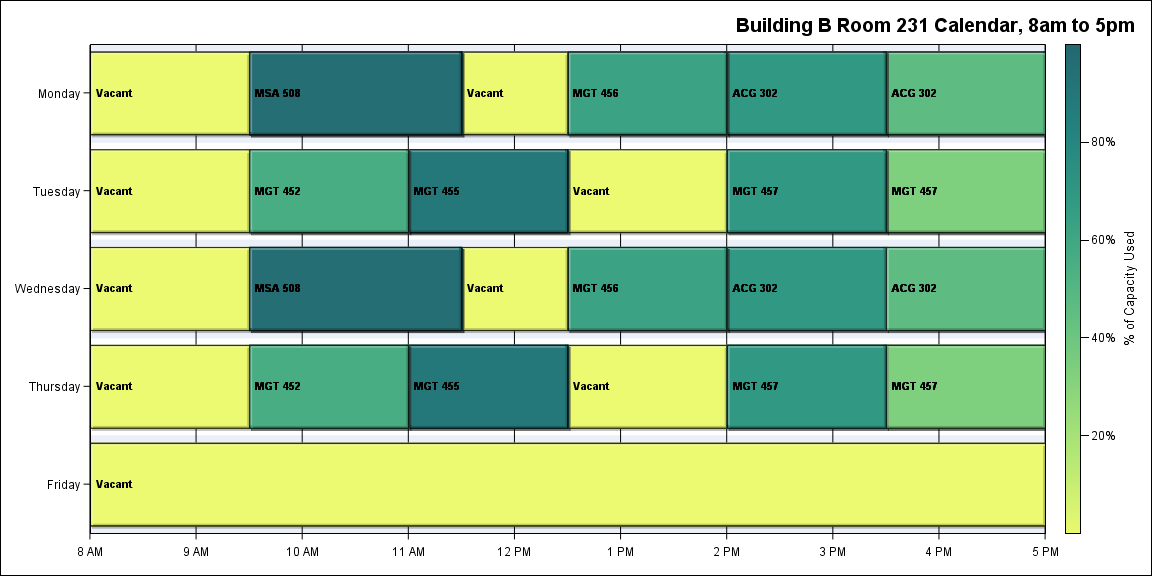 Building B Room 231 Calendar, 8am to 5pm
Monday
Vacant
MSA 508
Vacant
MGT 456
ACG 302
ACG 302
Tuesday
Vacant
MGT 452
MGT 455
Vacant
MGT 457
MGT 457
Wednesday
Vacant
MSA 508
Vacant
MGT 456
ACG 302
ACG 302
Thursday
Vacant
MGT 452
MGT 455
Vacant
MGT 457
MGT 457
Friday
Vacant
8 AM
9 AM
10 AM
11 AM
12 PM
1 PM
2 PM
3 PM
4 PM
5 PM
80%
60%
40%
20%
% of Capacity Used